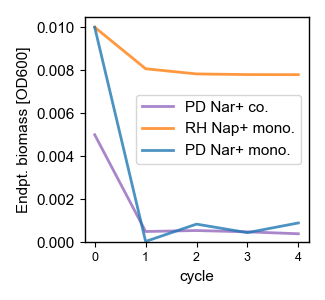 0.010
0.008
0.006
0.004
0.002
0.000
Endpt. biomass [OD600]
PD Nar+ co.
RH Nap+ mono.
PD Nar+ mono.
0 1 2 3 4
cycle